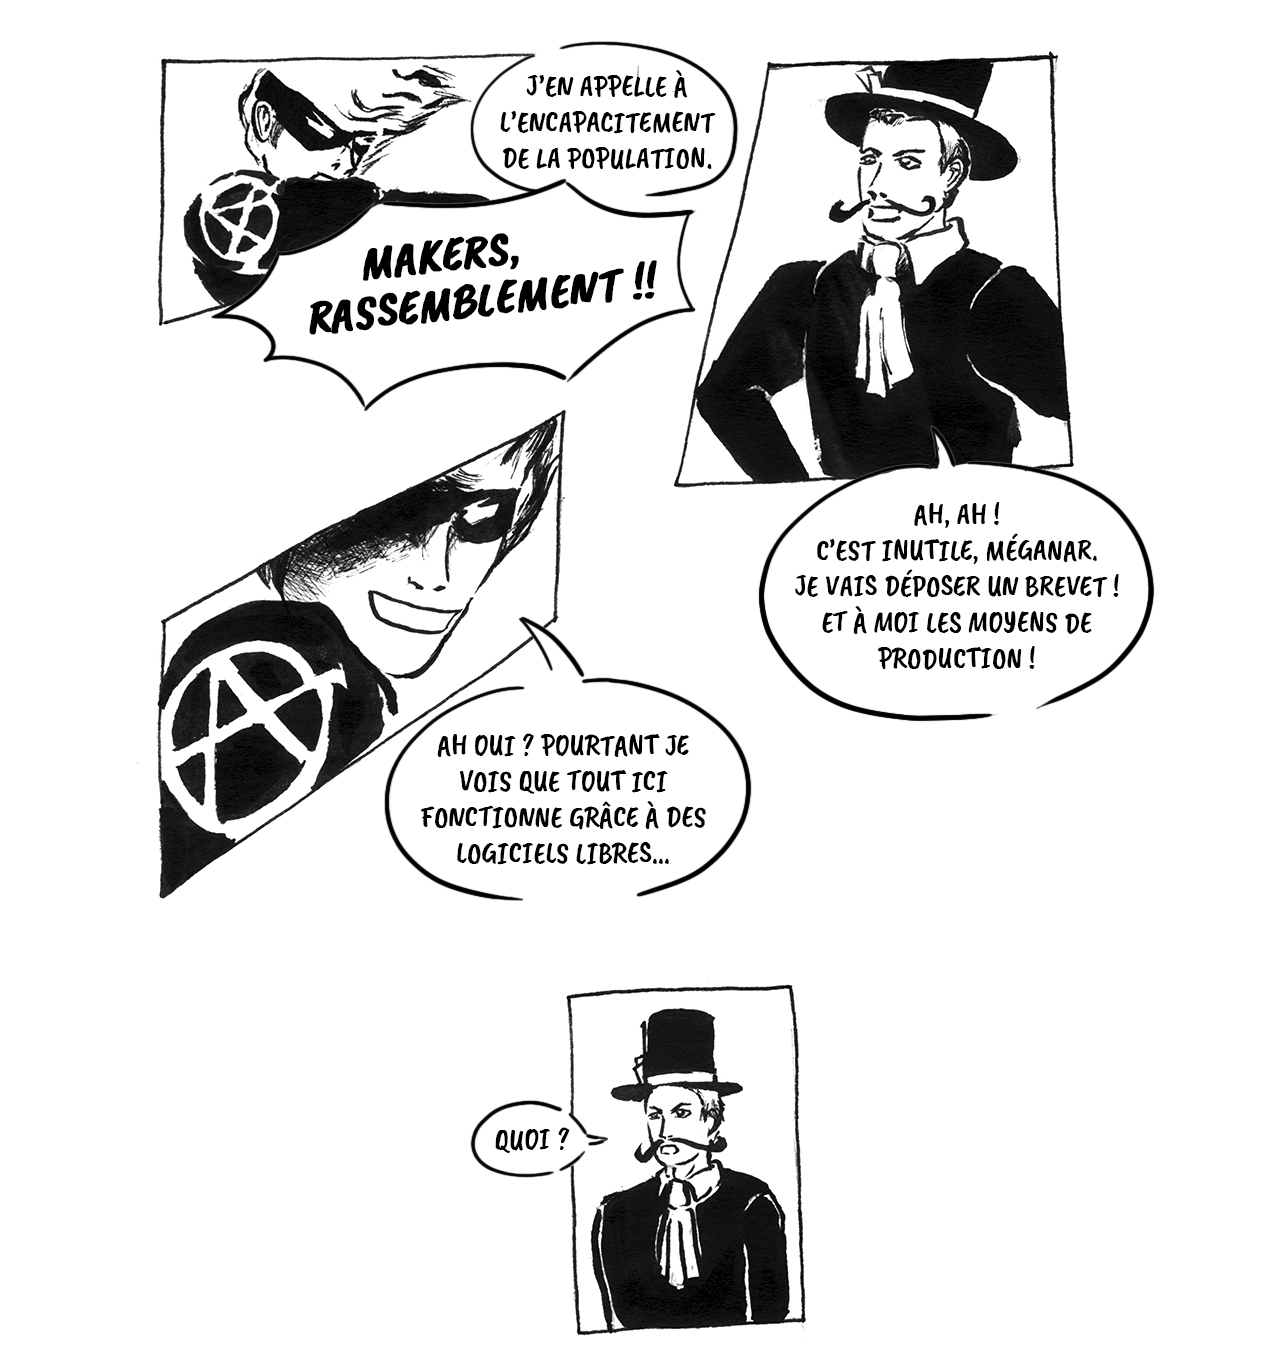 J'EN APPELLE À
L'ENCAPACITEMENT
DE LA POPULATION.
MAKERS,
RASSEMBLEMENT !!
AH, AH !
C'EST INUTILE, MÉGANAR.
JE VAIS DÉPOSER UN BREVET !
ET À MOI LES MOYENS DE
PRODUCTION !
AH OUI ? POURTANT JE
VOIS QUE TOUT ICI
FONCTIONNE GRÂCE À DES
LOGICIELS LIBRES...
QUOI ?